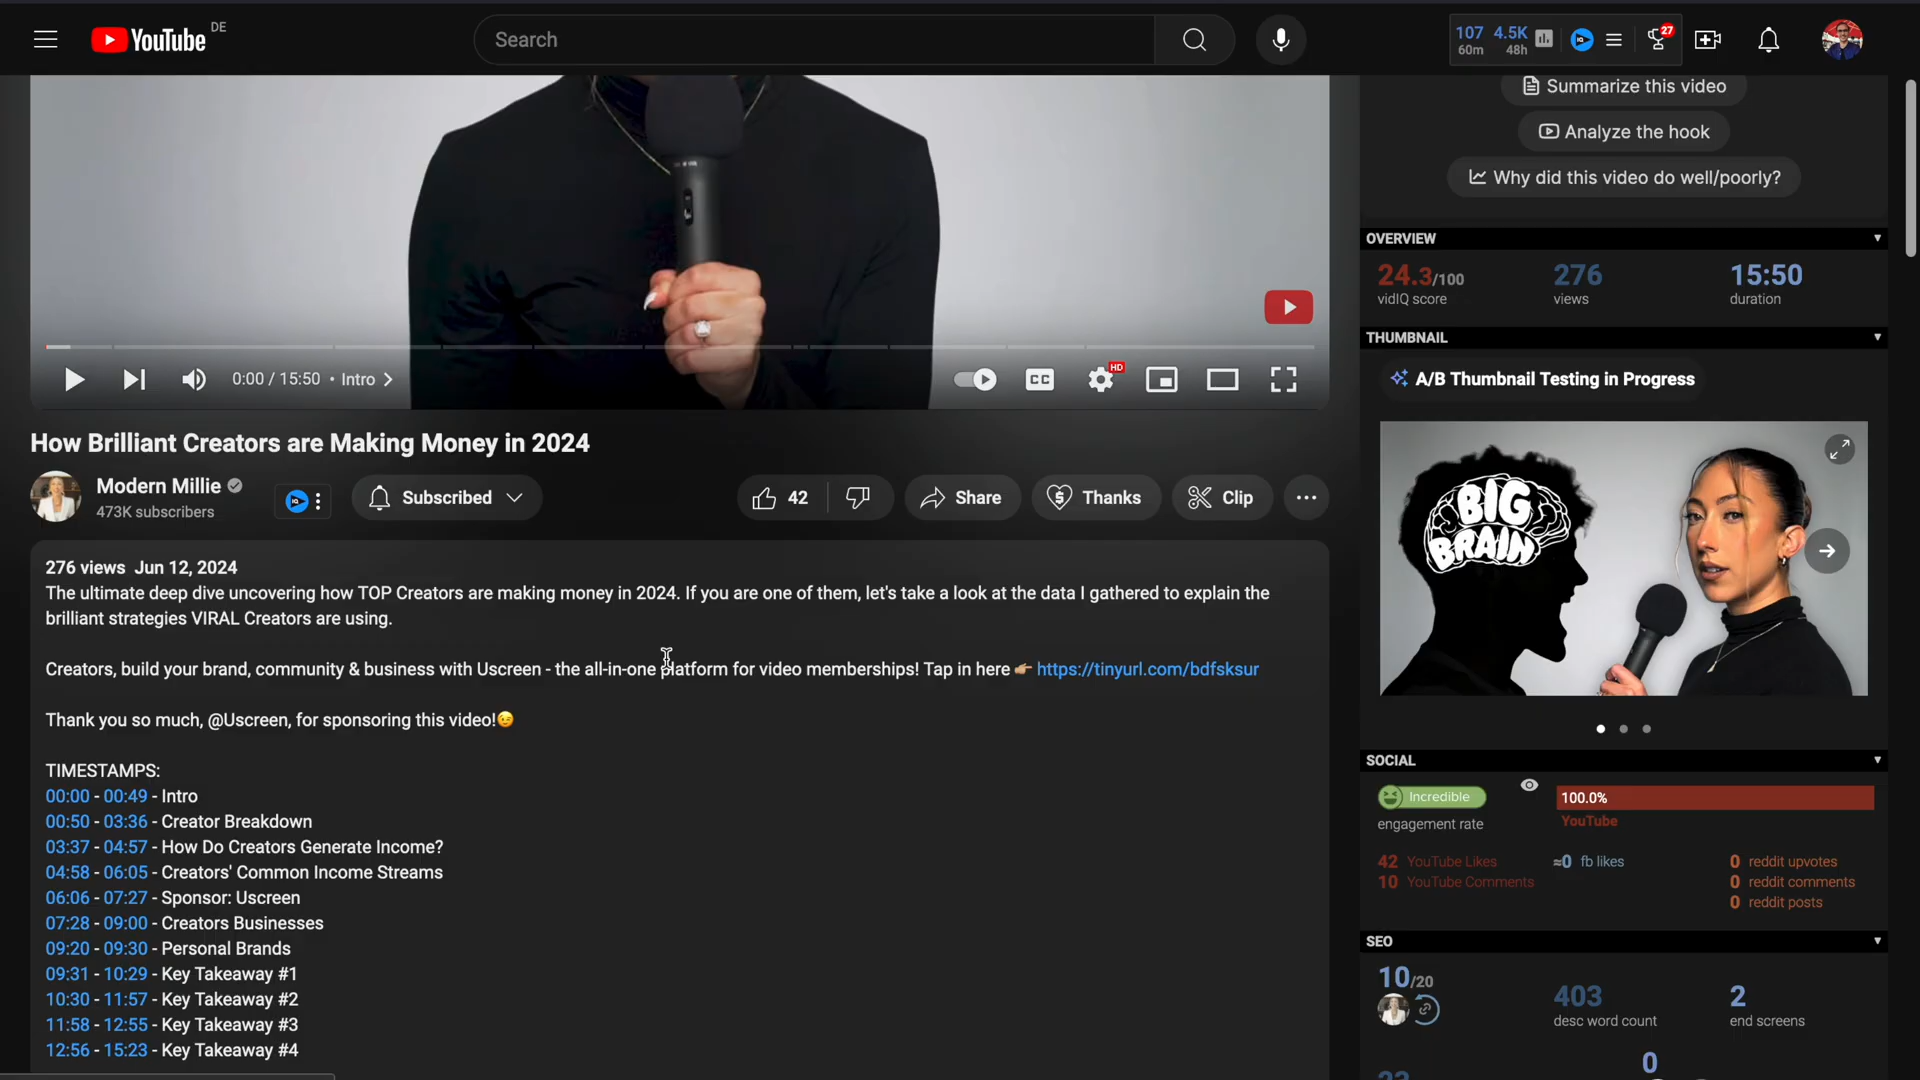 YouTube DE
Search
107 4.5K
60m 48h
27
Summarize this video
Analyze the hook
Why did this video do well/poorly?
OVERVIEW
24.3/100 276 15:50
vidIQ score views duration
THUMBNAIL
A/B Thumbnail Testing in Progress
BIG
BRAIN
0:00 / 15:50 • Intro
CC
HD
How Brilliant Creators are Making Money in 2024
Modern Millie
473K subscribers
Subscribed
42
Share
Thanks
Clip
276 views Jun 12, 2024
The ultimate deep dive uncovering how TOP Creators are making money in 2024. If you are one of them, let's take a look at the data I gathered to explain the
brilliant strategies VIRAL Creators are using.
Creators, build your brand, community & business with Uscreen - the all-in-one platform for video memberships! Tap in here 👉🏽 https://tinyurl.com/bdfsksur
Thank you so much, @Uscreen, for sponsoring this video!😉
TIMESTAMPS:
00:00 - 00:49 - Intro
00:50 - 03:36 - Creator Breakdown
03:37 - 04:57 - How Do Creators Generate Income?
04:58 - 06:05 - Creators' Common Income Streams
06:06 - 07:27 - Sponsor: Uscreen
07:28 - 09:00 - Creators Businesses
09:20 - 09:30 - Personal Brands
09:31 - 10:29 - Key Takeaway #1
10:30 - 11:57 - Key Takeaway #2
11:58 - 12:55 - Key Takeaway #3
12:56 - 15:23 - Key Takeaway #4
SOCIAL
Incredible
engagement rate
100.0%
YouTube
42 YouTube Likes
10 YouTube Comments
≈0 fb likes
0 reddit upvotes
0 reddit comments
0 reddit posts
SEO
10/20
403
desc word count
2
end screens
0